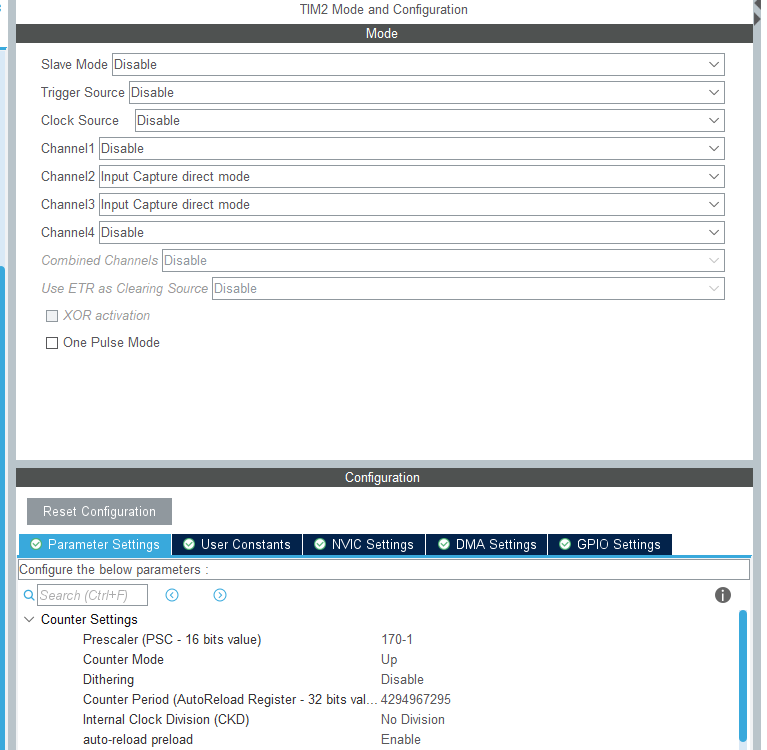 TIM2 Mode and Configuration
Mode
Slave Mode Disable
Trigger Source Disable
Clock Source Disable
Channel1 Disable
Channel2 Input Capture direct mode
Channel3 Input Capture direct mode
Channel4 Disable
Combined Channels Disable
Use ETR as Clearing Source Disable
XOR activation
One Pulse Mode
Configuration
Reset Configuration
Parameter Settings User Constants NVIC Settings DMA Settings GPIO Settings
Configure the below parameters :
Search (Ctrl+F)
Counter Settings
Prescaler (PSC - 16 bits value) 170-1
Counter Mode Up
Dithering Disable
Counter Period (AutoReload Register - 32 bits val... 4294967295
Internal Clock Division (CKD) No Division
auto-reload preload Enable